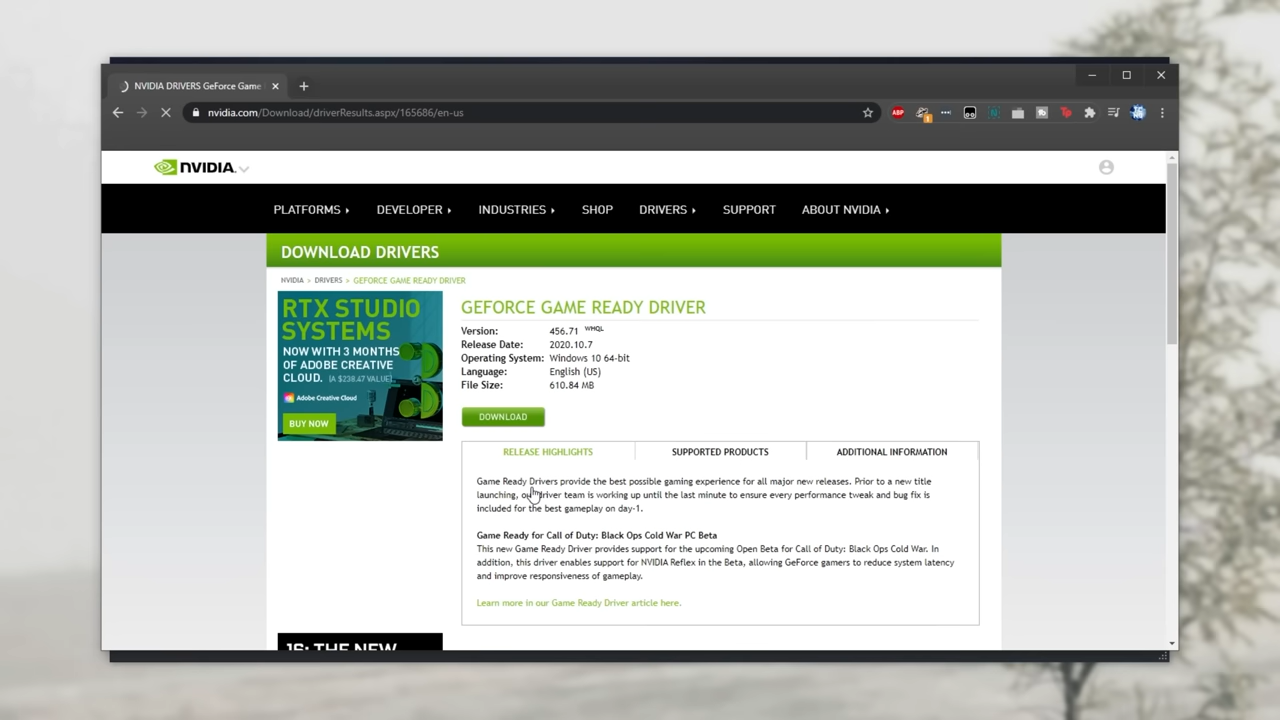 NVIDIA DRIVERS GeForce Game
nvidia.com/Download/driverResults.aspx/165686/en-us
ABP
1
NVIDIA.
PLATFORMS
DEVELOPER
INDUSTRIES
SHOP
DRIVERS
SUPPORT
ABOUT NVIDIA
DOWNLOAD DRIVERS
NVIDIA > DRIVERS > GEFORCE GAME READY DRIVER
RTX STUDIO
SYSTEMS
NOW WITH 3 MONTHS
OF ADOBE CREATIVE
CLOUD. (A $238.47 VALUE)
Adobe Creative Cloud
BUY NOW
GEFORCE GAME READY DRIVER
Version: 456.71 WHQL
Release Date: 2020.10.7
Operating System: Windows 10 64-bit
Language: English (US)
File Size: 610.84 MB
DOWNLOAD
RELEASE HIGHLIGHTS
SUPPORTED PRODUCTS
ADDITIONAL INFORMATION
Game Ready Drivers provide the best possible gaming experience for all major new releases. Prior to a new title
launching, our driver team is working up until the last minute to ensure every performance tweak and bug fix is
included for the best gameplay on day-1.
Game Ready for Call of Duty: Black Ops Cold War PC Beta
This new Game Ready Driver provides support for the upcoming Open Beta for Call of Duty: Black Ops Cold War. In
addition, this driver enables support for NVIDIA Reflex in the Beta, allowing GeForce gamers to reduce system latency
and improve responsiveness of gameplay.
Learn more in our Game Ready Driver article here.
16: THE NEW